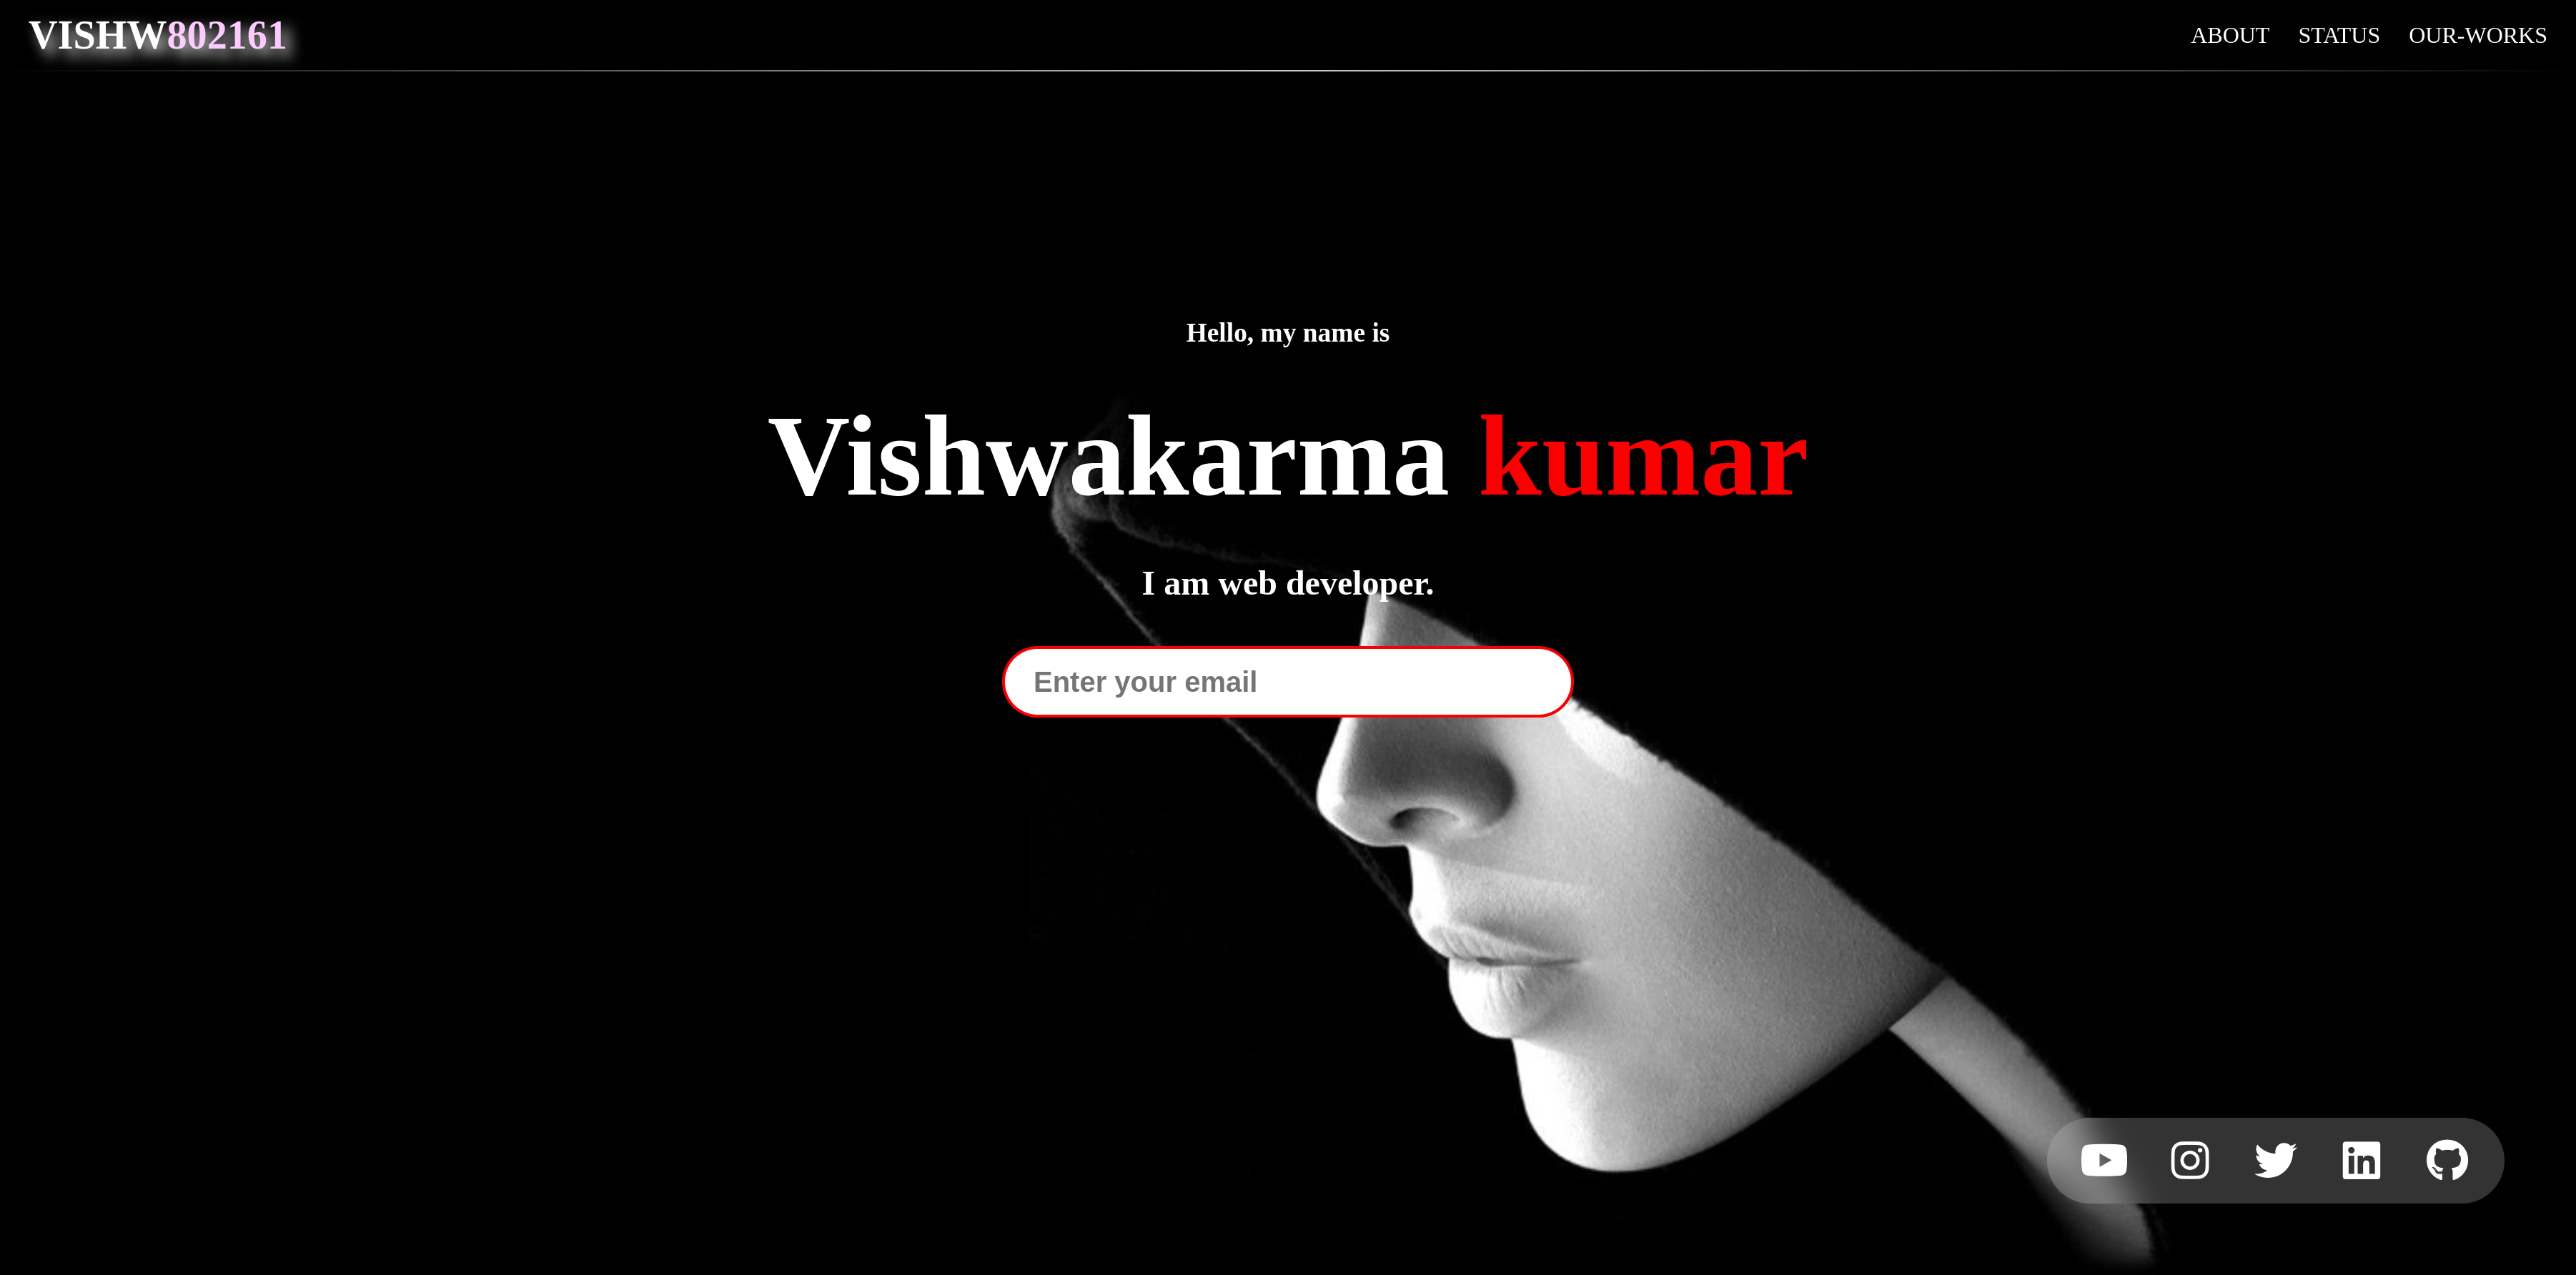 VISHW802161
ABOUT STATUS OUR-WORKS
Hello, my name is
Vishwakarma kumar
I am web developer.
Enter your email